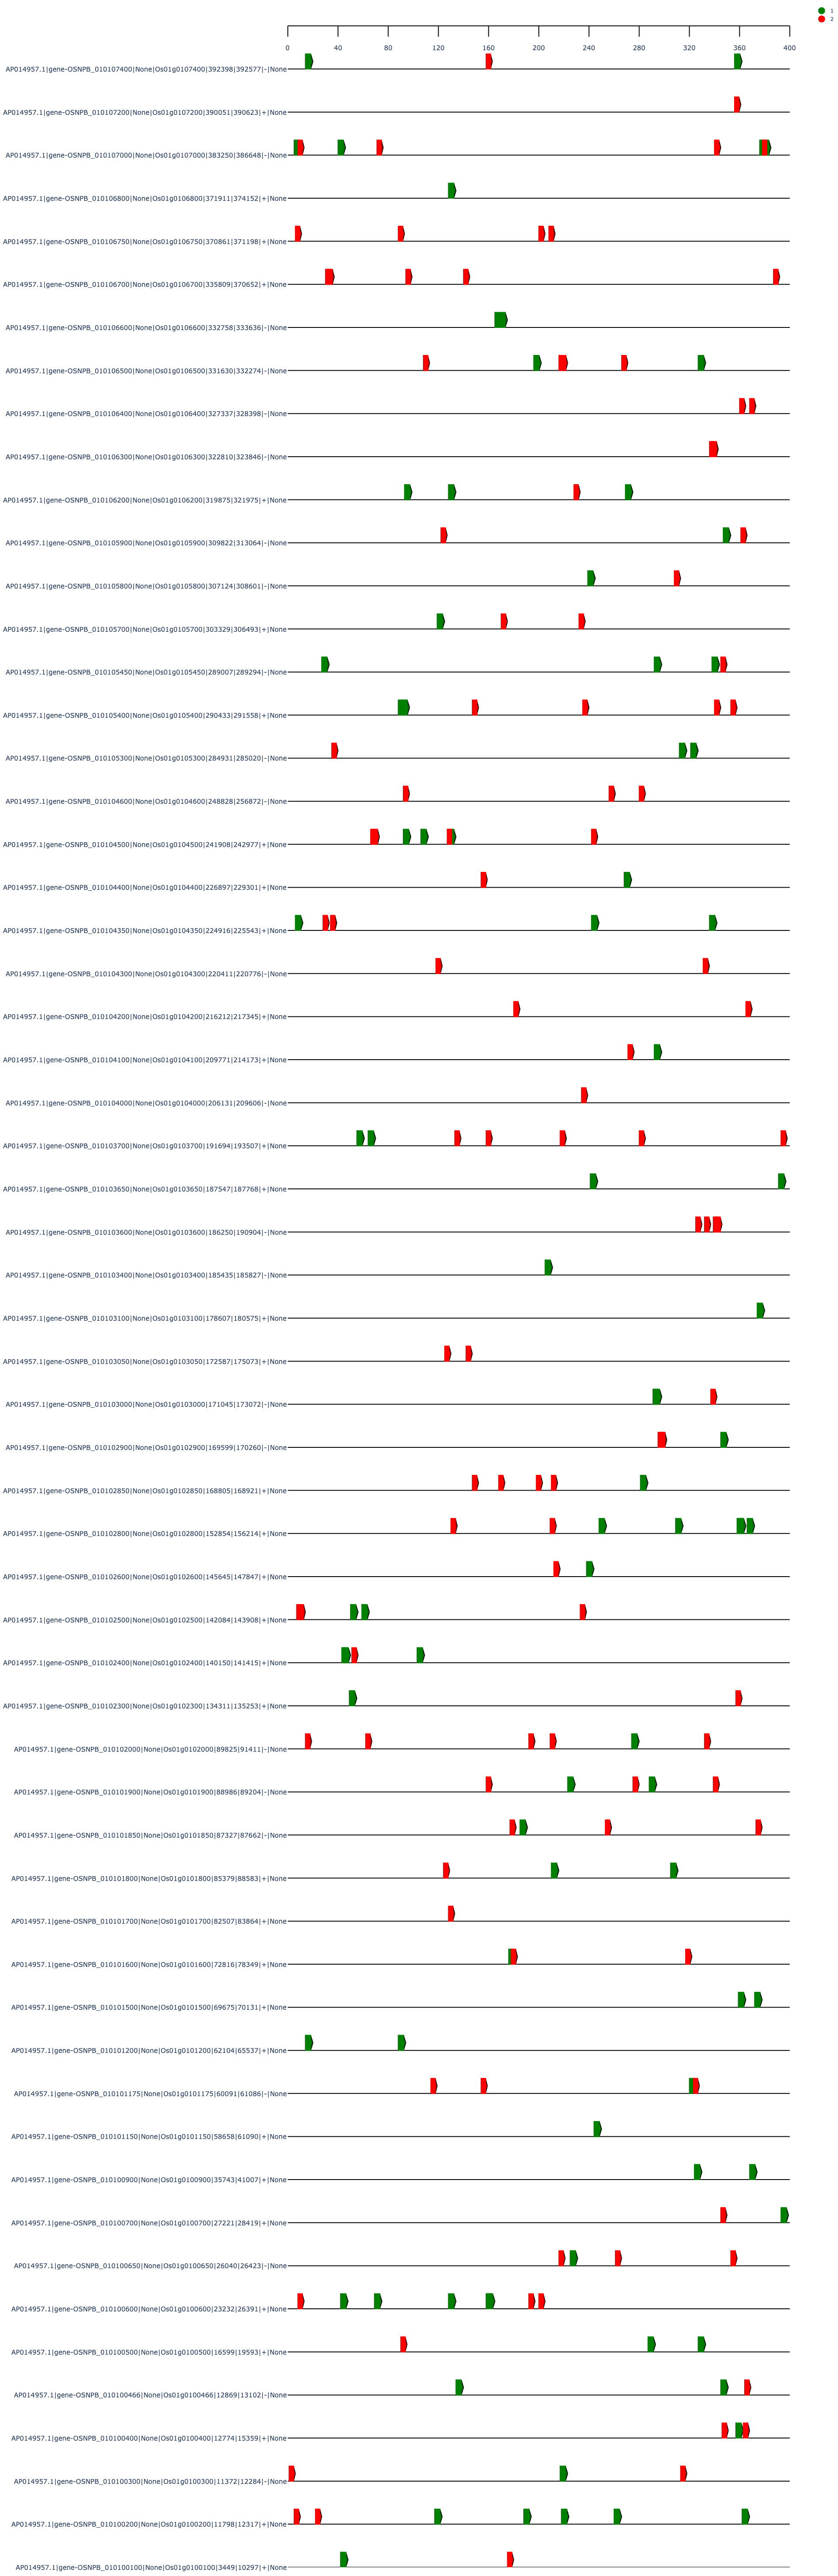 1
2
0 40 80 120 160 200 240 280 320 360 400
AP014957.1|gene-OSNPB_010107400|None|Os01g0107400|392398|392577|-|None
AP014957.1|gene-OSNPB_010107200|None|Os01g0107200|390051|390623|+|None
AP014957.1|gene-OSNPB_010107000|None|Os01g0107000|383250|386648|-|None
AP014957.1|gene-OSNPB_010106800|None|Os01g0106800|371911|374152|+|None
AP014957.1|gene-OSNPB_010106750|None|Os01g0106750|370861|371198|+|None
AP014957.1|gene-OSNPB_010106700|None|Os01g0106700|335809|370652|+|None
AP014957.1|gene-OSNPB_010106600|None|Os01g0106600|332758|333636|-|None
AP014957.1|gene-OSNPB_010106500|None|Os01g0106500|331630|332274|-|None
AP014957.1|gene-OSNPB_010106400|None|Os01g0106400|327337|328398|-|None
AP014957.1|gene-OSNPB_010106300|None|Os01g0106300|322810|323846|-|None
AP014957.1|gene-OSNPB_010106200|None|Os01g0106200|319875|321975|+|None
AP014957.1|gene-OSNPB_010105900|None|Os01g0105900|309822|313064|-|None
AP014957.1|gene-OSNPB_010105800|None|Os01g0105800|307124|308601|-|None
AP014957.1|gene-OSNPB_010105700|None|Os01g0105700|303329|306493|+|None
AP014957.1|gene-OSNPB_010105450|None|Os01g0105450|289007|289294|-|None
AP014957.1|gene-OSNPB_010105400|None|Os01g0105400|290433|291558|+|None
AP014957.1|gene-OSNPB_010105300|None|Os01g0105300|284931|285020|-|None
AP014957.1|gene-OSNPB_010104600|None|Os01g0104600|248828|256872|-|None
AP014957.1|gene-OSNPB_010104500|None|Os01g0104500|241908|242977|+|None
AP014957.1|gene-OSNPB_010104400|None|Os01g0104400|226897|229301|+|None
AP014957.1|gene-OSNPB_010104350|None|Os01g0104350|224916|225543|+|None
AP014957.1|gene-OSNPB_010104300|None|Os01g0104300|220411|220776|-|None
AP014957.1|gene-OSNPB_010104200|None|Os01g0104200|216212|217345|+|None
AP014957.1|gene-OSNPB_010104100|None|Os01g0104100|209771|214173|+|None
AP014957.1|gene-OSNPB_010104000|None|Os01g0104000|206131|209606|-|None
AP014957.1|gene-OSNPB_010103700|None|Os01g0103700|191694|193507|+|None
AP014957.1|gene-OSNPB_010103650|None|Os01g0103650|187547|187768|+|None
AP014957.1|gene-OSNPB_010103600|None|Os01g0103600|186250|190904|+|None
AP014957.1|gene-OSNPB_010103400|None|Os01g0103400|185435|185827|-|None
AP014957.1|gene-OSNPB_010103100|None|Os01g0103100|178607|180575|+|None
AP014957.1|gene-OSNPB_010103050|None|Os01g0103050|172587|175073|+|None
AP014957.1|gene-OSNPB_010103000|None|Os01g0103000|171045|173072|-|None
AP014957.1|gene-OSNPB_010102900|None|Os01g0102900|169599|170260|-|None
AP014957.1|gene-OSNPB_010102850|None|Os01g0102850|168805|168921|+|None
AP014957.1|gene-OSNPB_010102800|None|Os01g0102800|152854|156214|+|None
AP014957.1|gene-OSNPB_010102600|None|Os01g0102600|145645|147847|+|None
AP014957.1|gene-OSNPB_010102500|None|Os01g0102500|142084|143908|+|None
AP014957.1|gene-OSNPB_010102400|None|Os01g0102400|140150|141415|+|None
AP014957.1|gene-OSNPB_010102300|None|Os01g0102300|134311|135253|+|None
AP014957.1|gene-OSNPB_010102000|None|Os01g0102000|89825|91411|-|None
AP014957.1|gene-OSNPB_010101900|None|Os01g0101900|88986|89204|-|None
AP014957.1|gene-OSNPB_010101850|None|Os01g0101850|87327|87662|-|None
AP014957.1|gene-OSNPB_010101800|None|Os01g0101800|85379|88583|+|None
AP014957.1|gene-OSNPB_010101700|None|Os01g0101700|82507|83864|+|None
AP014957.1|gene-OSNPB_010101600|None|Os01g0101600|72816|78349|+|None
AP014957.1|gene-OSNPB_010101500|None|Os01g0101500|69675|70131|+|None
AP014957.1|gene-OSNPB_010101200|None|Os01g0101200|62104|65537|+|None
AP014957.1|gene-OSNPB_010101175|None|Os01g0101175|60091|61086|-|None
AP014957.1|gene-OSNPB_010101150|None|Os01g0101150|58658|61090|+|None
AP014957.1|gene-OSNPB_010100900|None|Os01g0100900|35743|41007|+|None
AP014957.1|gene-OSNPB_010100700|None|Os01g0100700|27221|28419|+|None
AP014957.1|gene-OSNPB_010100650|None|Os01g0100650|26040|26423|-|None
AP014957.1|gene-OSNPB_010100600|None|Os01g0100600|23232|26391|+|None
AP014957.1|gene-OSNPB_010100500|None|Os01g0100500|16599|19593|+|None
AP014957.1|gene-OSNPB_010100466|None|Os01g0100466|12869|13102|-|None
AP014957.1|gene-OSNPB_010100400|None|Os01g0100400|12774|15359|+|None
AP014957.1|gene-OSNPB_010100300|None|Os01g0100300|11372|12284|-|None
AP014957.1|gene-OSNPB_010100200|None|Os01g0100200|11798|12317|+|None
AP014957.1|gene-OSNPB_010100100|None|Os01g0100100|3449|10297|+|None